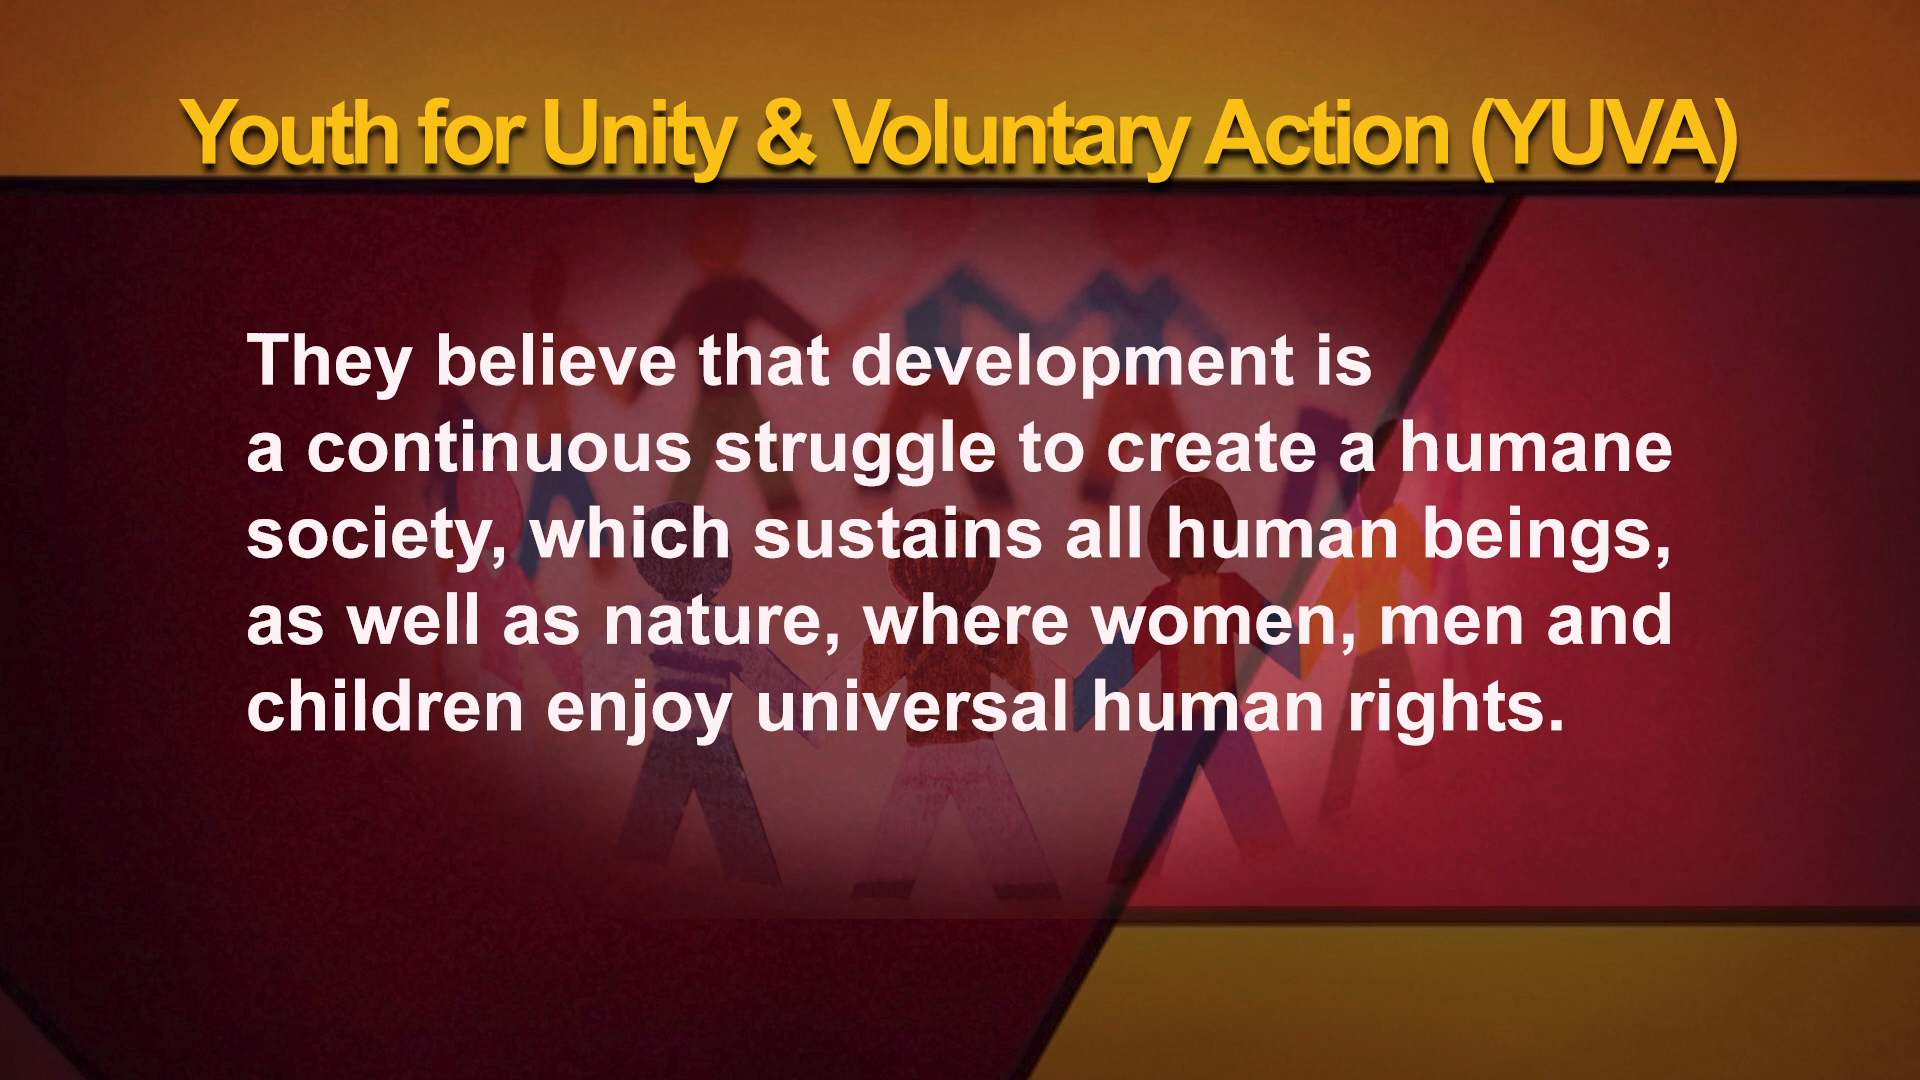 Youth for Unity & Voluntary Action (YUVA)
They believe that development is
a continuous struggle to create a humane
society, which sustains all human beings,
as well as nature, where women, men and
children enjoy universal human rights.